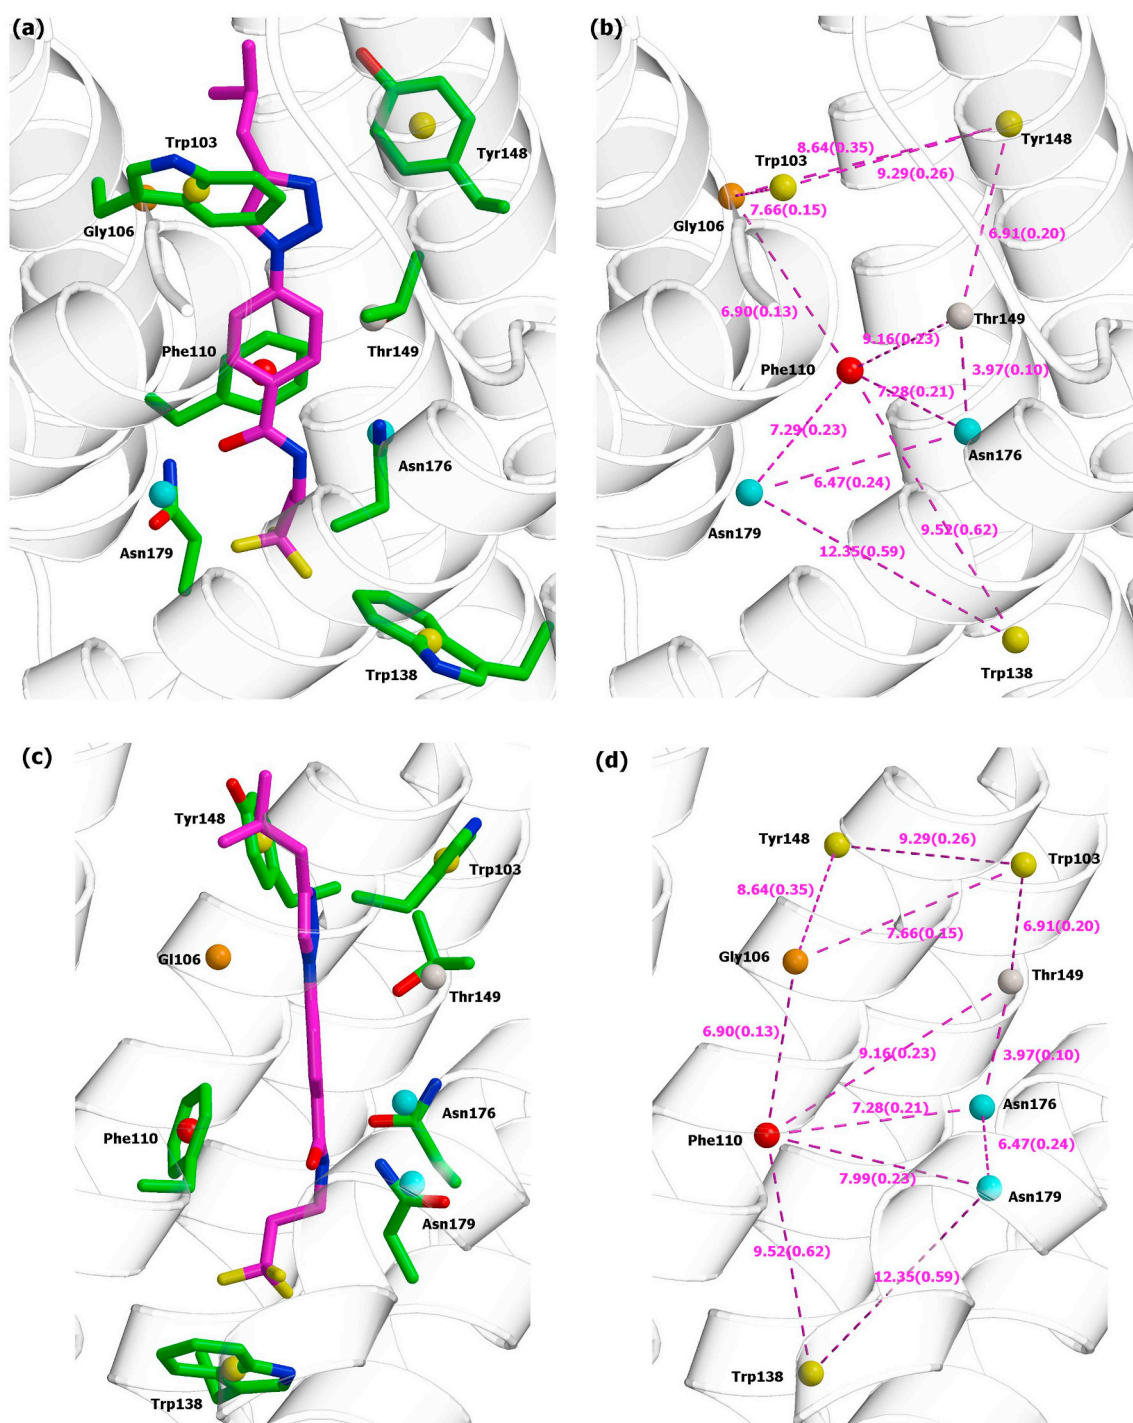 (a)
Trp103
Tyr148
Gly106
Phe110
Thr149
Asn176
Asn179
Trp138
(b)
8.64(0.35)
Tyr148
Trp103
9.29(0.26)
7.66(0.15)
Gly106
6.91(0.20)
6.90(0.13)
Thr149
9.16(0.23)
Phe110
3.97(0.10)
7.28(0.21)
7.29(0.23)
Asn176
6.47(0.24)
Asn179
9.52(0.62)
12.35(0.59)
Trp138
(c)
Tyr148
Trp103
Gl106
Thr149
Asn176
Phe110
Asn179
Trp138
(d)
Tyr148
9.29(0.26)
Trp103
8.64(0.35)
6.91(0.20)
7.66(0.15)
Gly106
Thr149
6.90(0.13)
9.16(0.23)
3.97(0.10)
Asn176
7.28(0.21)
Phe110
6.47(0.24)
7.99(0.23)
Asn179
9.52(0.62)
12.35(0.59)
Trp138